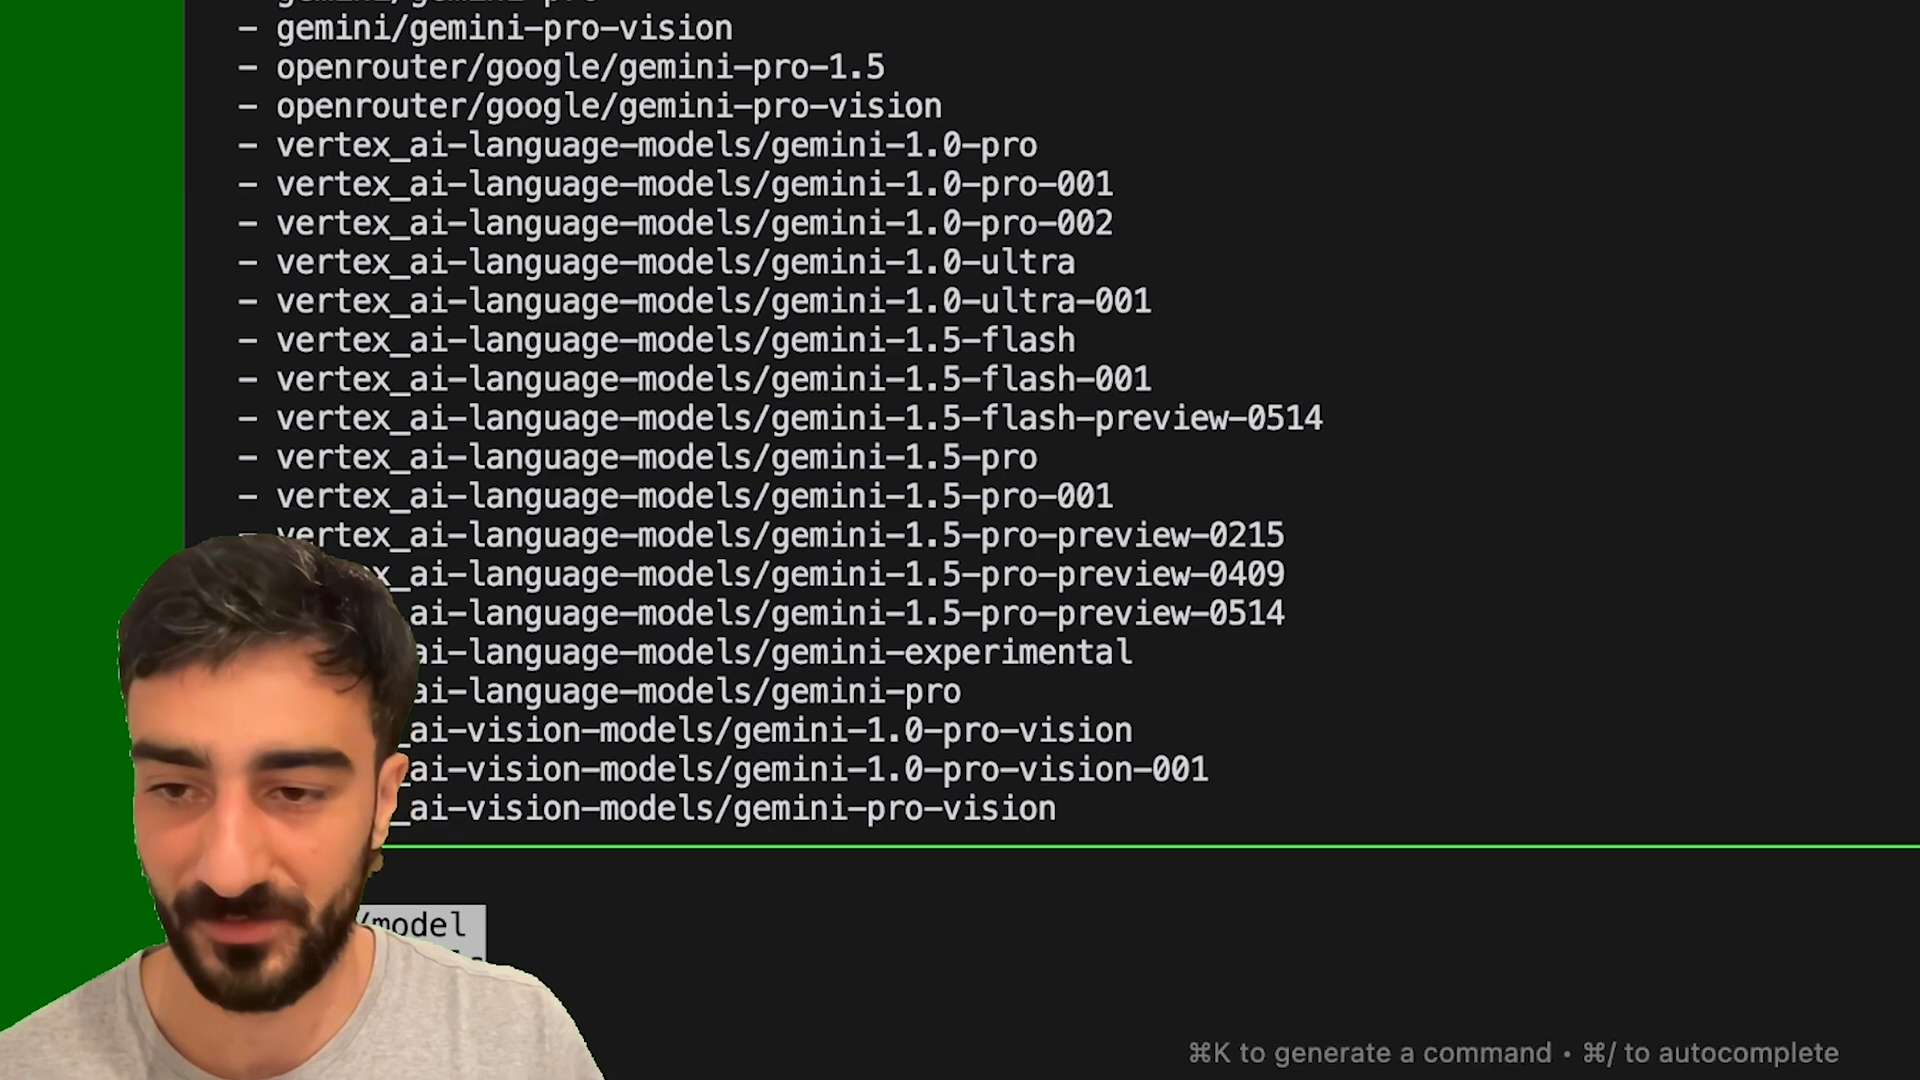 - gemini/gemini-pro-vision
- openrouter/google/gemini-pro-1.5
- openrouter/google/gemini-pro-vision
- vertex_ai-language-models/gemini-1.0-pro
- vertex_ai-language-models/gemini-1.0-pro-001
- vertex_ai-language-models/gemini-1.0-pro-002
- vertex_ai-language-models/gemini-1.0-ultra
- vertex_ai-language-models/gemini-1.0-ultra-001
- vertex_ai-language-models/gemini-1.5-flash
- vertex_ai-language-models/gemini-1.5-flash-001
- vertex_ai-language-models/gemini-1.5-flash-preview-0514
- vertex_ai-language-models/gemini-1.5-pro
- vertex_ai-language-models/gemini-1.5-pro-001
- vertex_ai-language-models/gemini-1.5-pro-preview-0215
x_ai-language-models/gemini-1.5-pro-preview-0409
_ai-language-models/gemini-1.5-pro-preview-0514
ai-language-models/gemini-experimental
ai-language-models/gemini-pro
_ai-vision-models/gemini-1.0-pro-vision
_ai-vision-models/gemini-1.0-pro-vision-001
_ai-vision-models/gemini-pro-vision
/model
⌘K to generate a command • ⌘/ to autocomplete